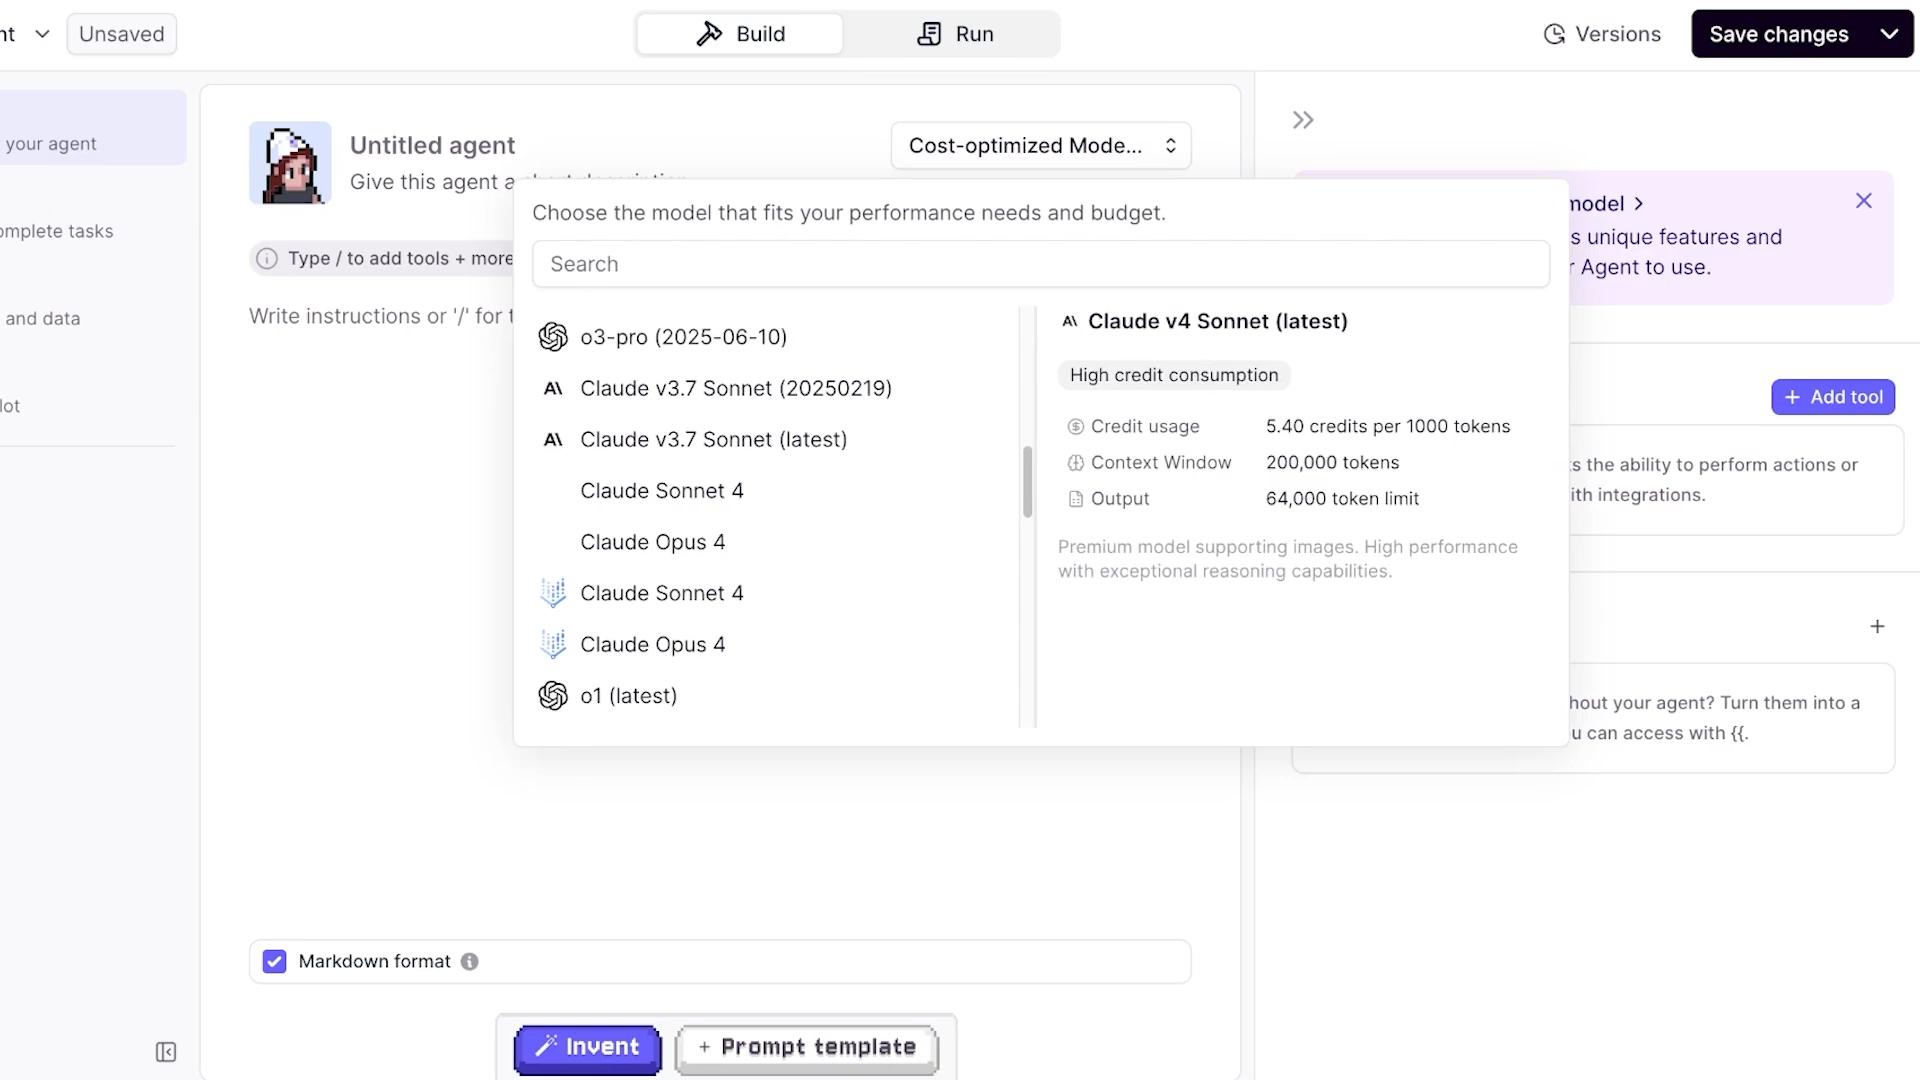 nt
Unsaved
Build
Run
Versions
Save changes
your agent
omplete tasks
and data
lot
Untitled agent
Give this agent a short description
Cost-optimized Mode...
Type / to add tools + more
Write instructions or '/' for t
Choose the model that fits your performance needs and budget.
Search
o3-pro (2025-06-10)
Claude v3.7 Sonnet (20250219)
Claude v3.7 Sonnet (latest)
Claude Sonnet 4
Claude Opus 4
Claude Sonnet 4
Claude Opus 4
o1 (latest)
Claude v4 Sonnet (latest)
High credit consumption
Credit usage 5.40 credits per 1000 tokens
Context Window 200,000 tokens
Output 64,000 token limit
Premium model supporting images. High performance
with exceptional reasoning capabilities.
model
s unique features and
r Agent to use.
+ Add tool
ts the ability to perform actions or
ith integrations.
+
hout your agent? Turn them into a
u can access with {{.
Markdown format
Invent
+ Prompt template